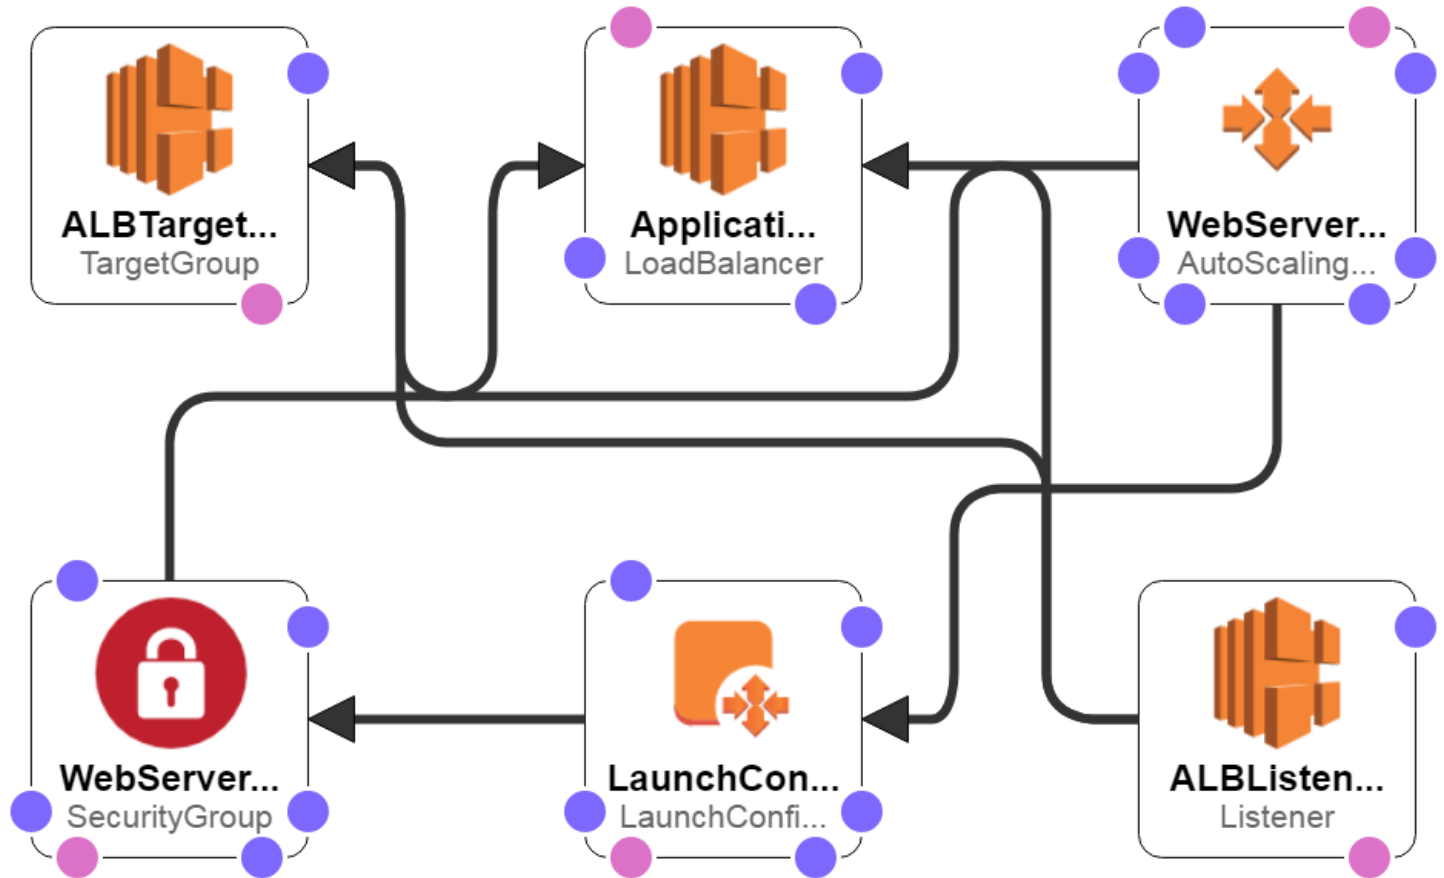 ALBTarget...
TargetGroup
Applicati...
LoadBalancer
WebServer...
AutoScaling...
WebServer...
SecurityGroup
LaunchCon...
LaunchConfi...
ALBListen...
Listener